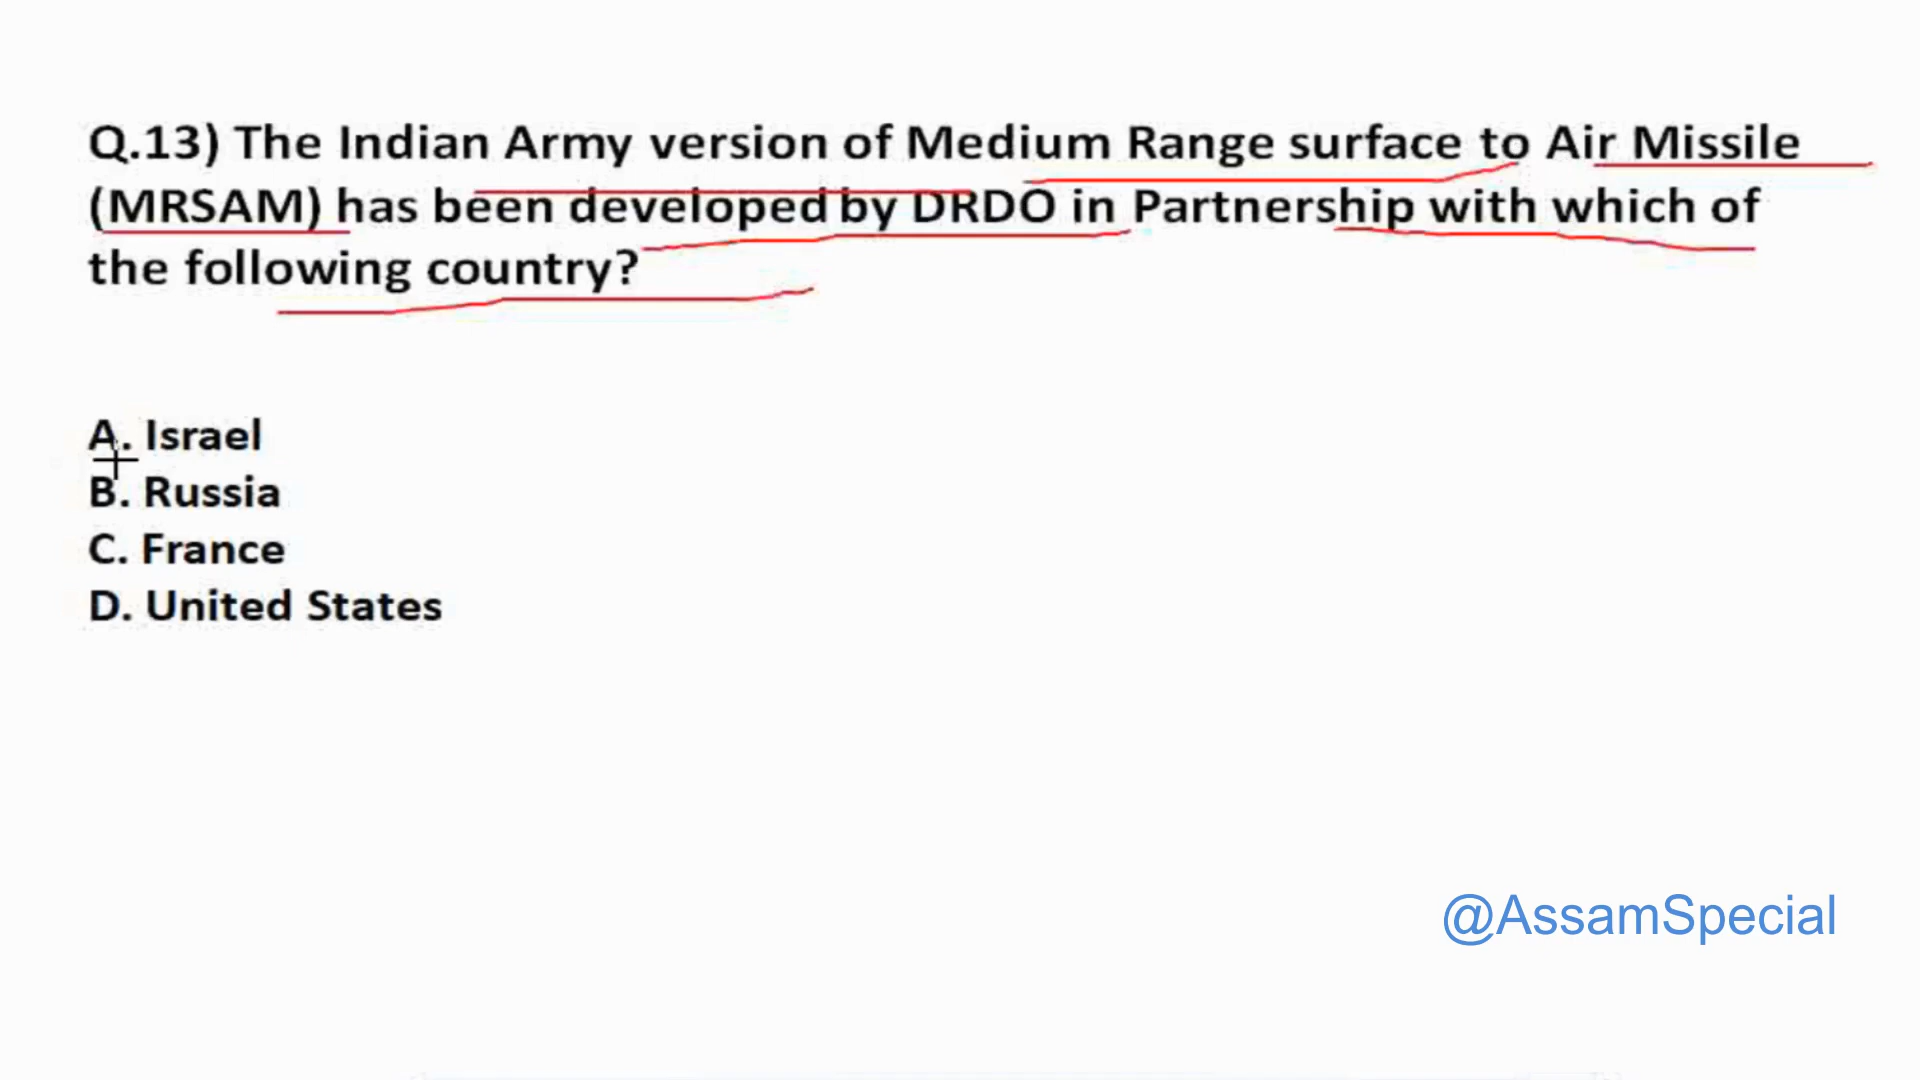 Q.13) The Indian Army version of Medium Range surface to Air Missile
(MRSAM) has been developed by DRDO in Partnership with which of
the following country?
A. Israel
B. Russia
C. France
D. United States
@AssamSpecial